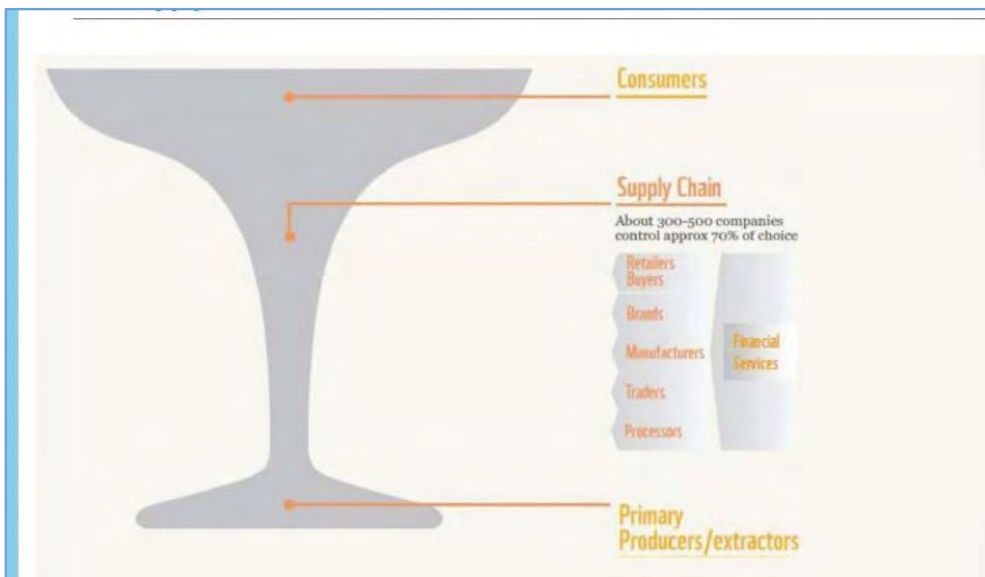 Consumers
Supply Chain
About 300-500 companies
control approx 70% of choice
Retailers
Buyers
Brands
Manufacturers
Financial
Services
Traders
Processors
Primary
Producers/extractors